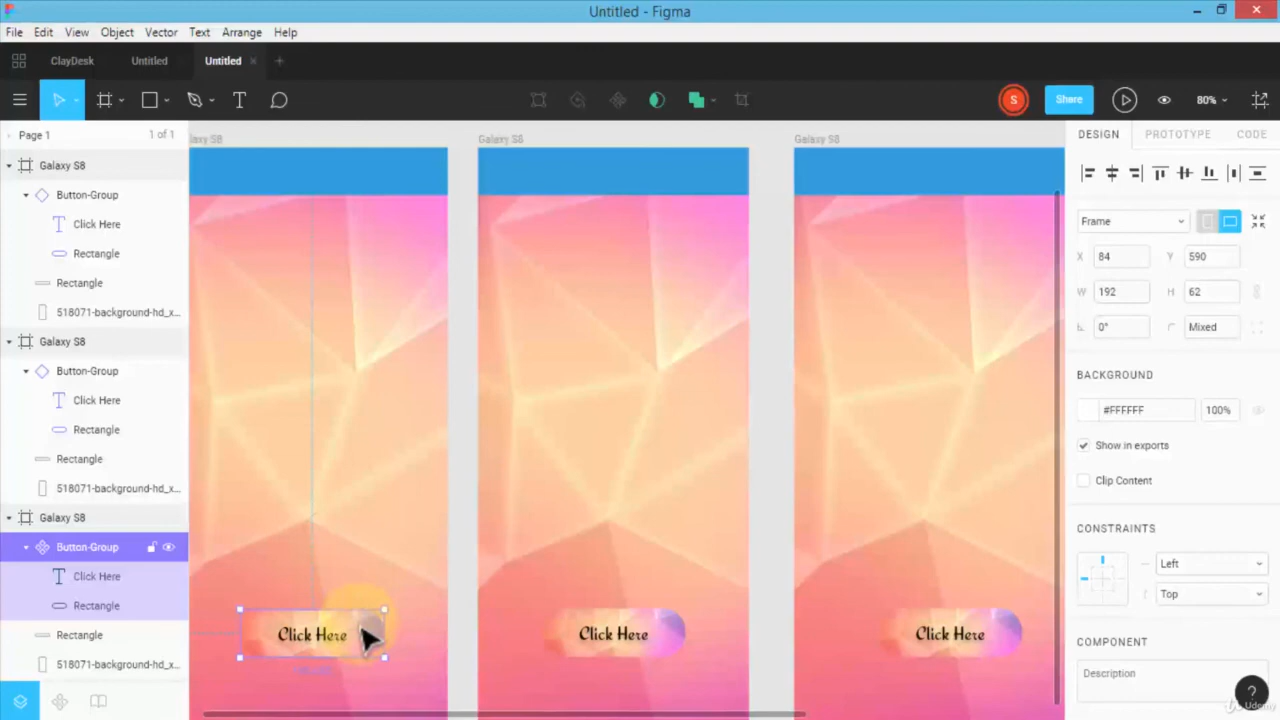 Untitled - Figma
File Edit View Object Vector Text Arrange Help
ClayDesk Untitled Untitled
S Share 80%
Page 1 1 of 1
Galaxy S8
Button-Group
Click Here
Rectangle
Rectangle
518071-background-hd_x...
Galaxy S8
Button-Group
Click Here
Rectangle
Rectangle
518071-background-hd_x...
Galaxy S8
Button-Group
Click Here
Rectangle
Rectangle
518071-background-hd_x...
laxy S8 Galaxy S8 Galaxy S8
Click Here Click Here Click Here
DESIGN PROTOTYPE CODE
Frame
X 84 Y 590
W 192 H 62
0° Mixed
BACKGROUND
#FFFFFF 100%
Show in exports
Clip Content
CONSTRAINTS
Left
Top
COMPONENT
Description
?
Udemy